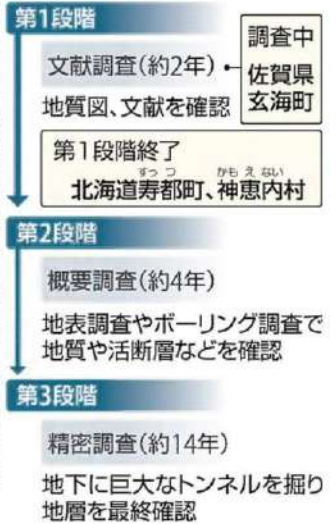 第1段階
文献調査(約2年)
調査中
佐賀県
玄海町
地質図、文献を確認
第1段階終了
すっつ かもえない
北海道寿都町、神恵内村
第2段階
概要調査(約4年)
地表調査やボーリング調査で
地質や活断層などを確認
第3段階
精密調査(約14年)
地下に巨大なトンネルを掘り
地層を最終確認